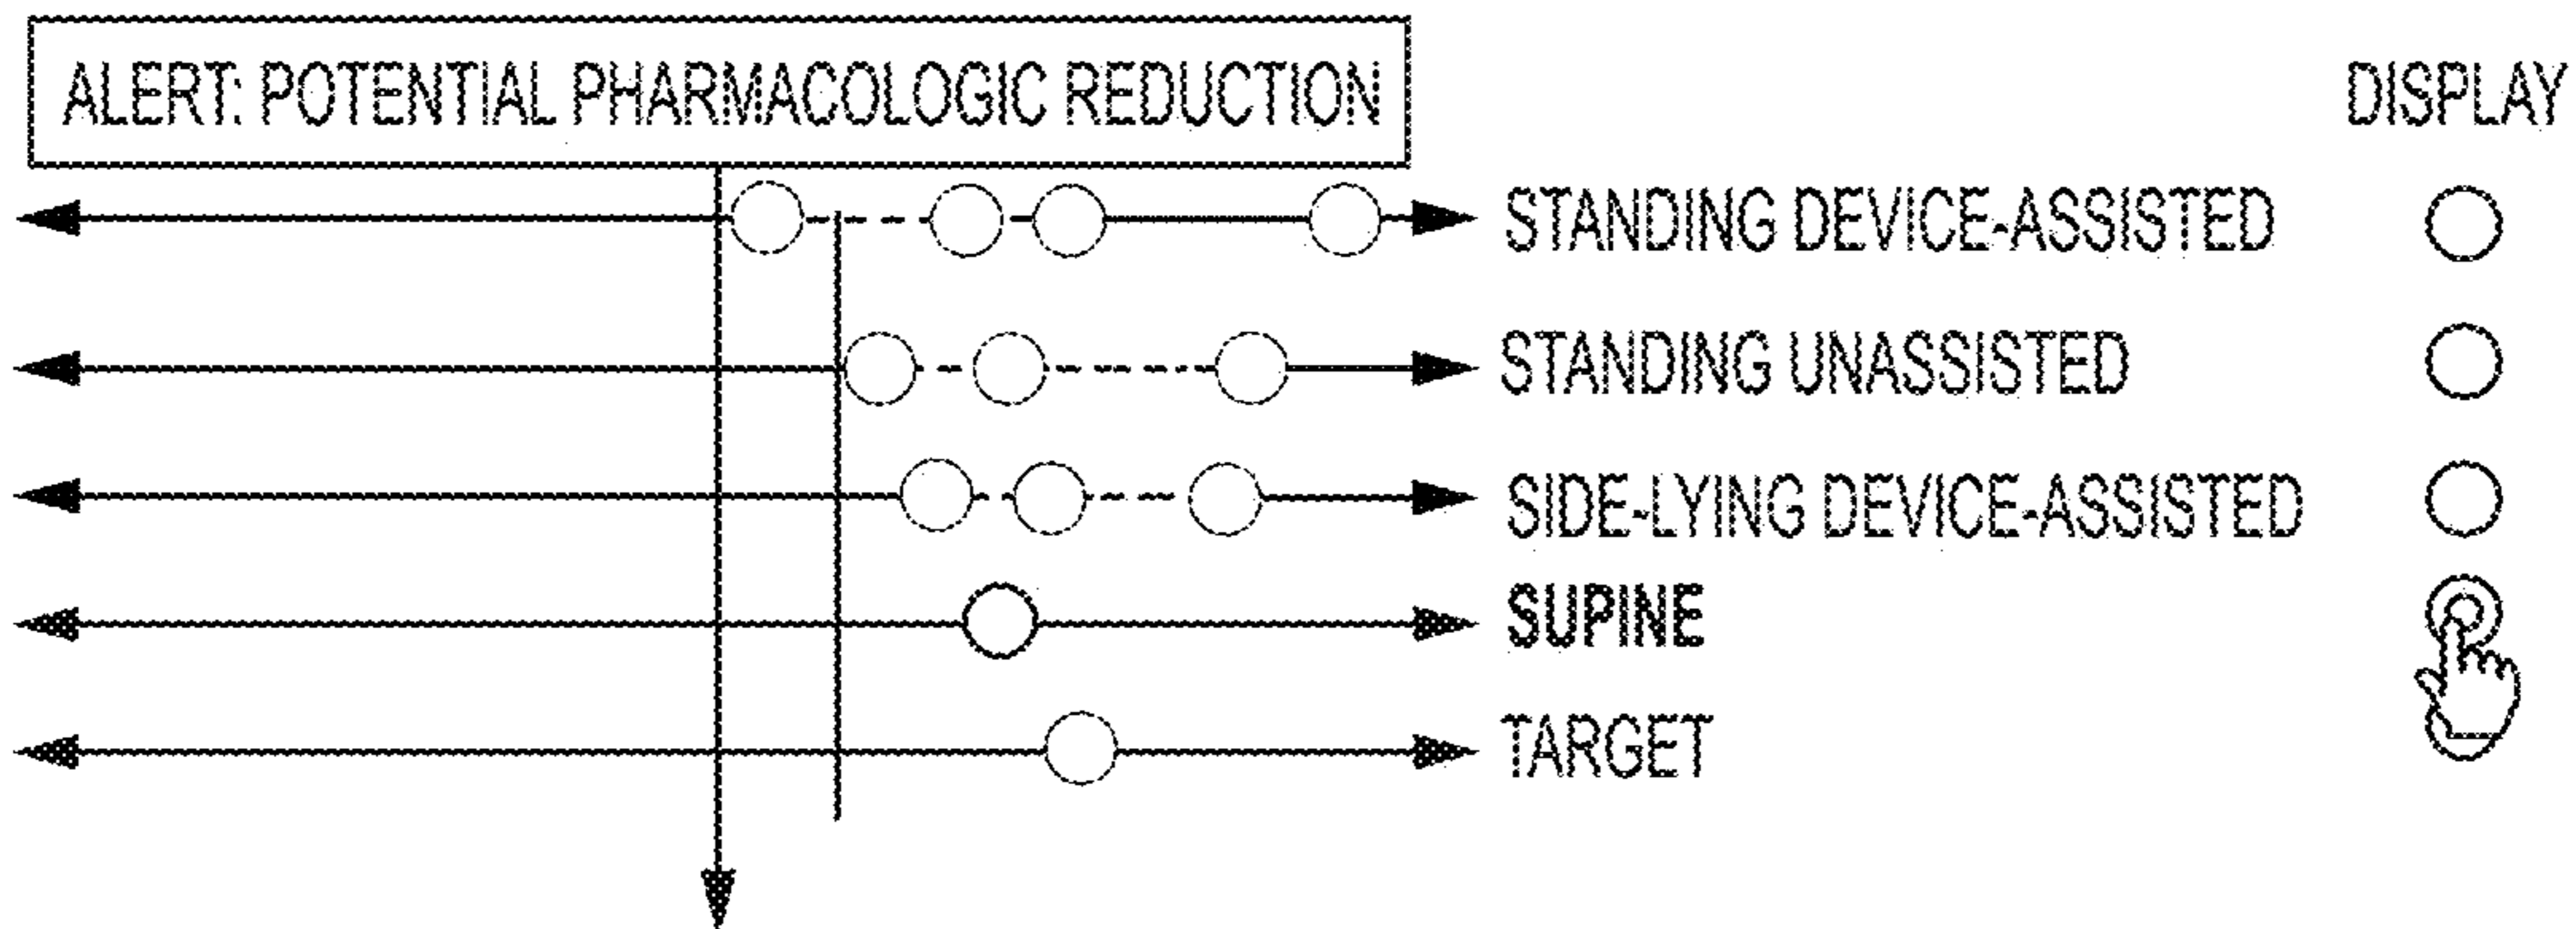 ALERT: POTENTIAL PHARMACOLOGIC REDUCTION
DISPLAY
STANDING DEVICE-ASSISTED
STANDING UNASSISTED
SIDE-LYING DEVICE-ASSISTED
SUPINE
TARGET